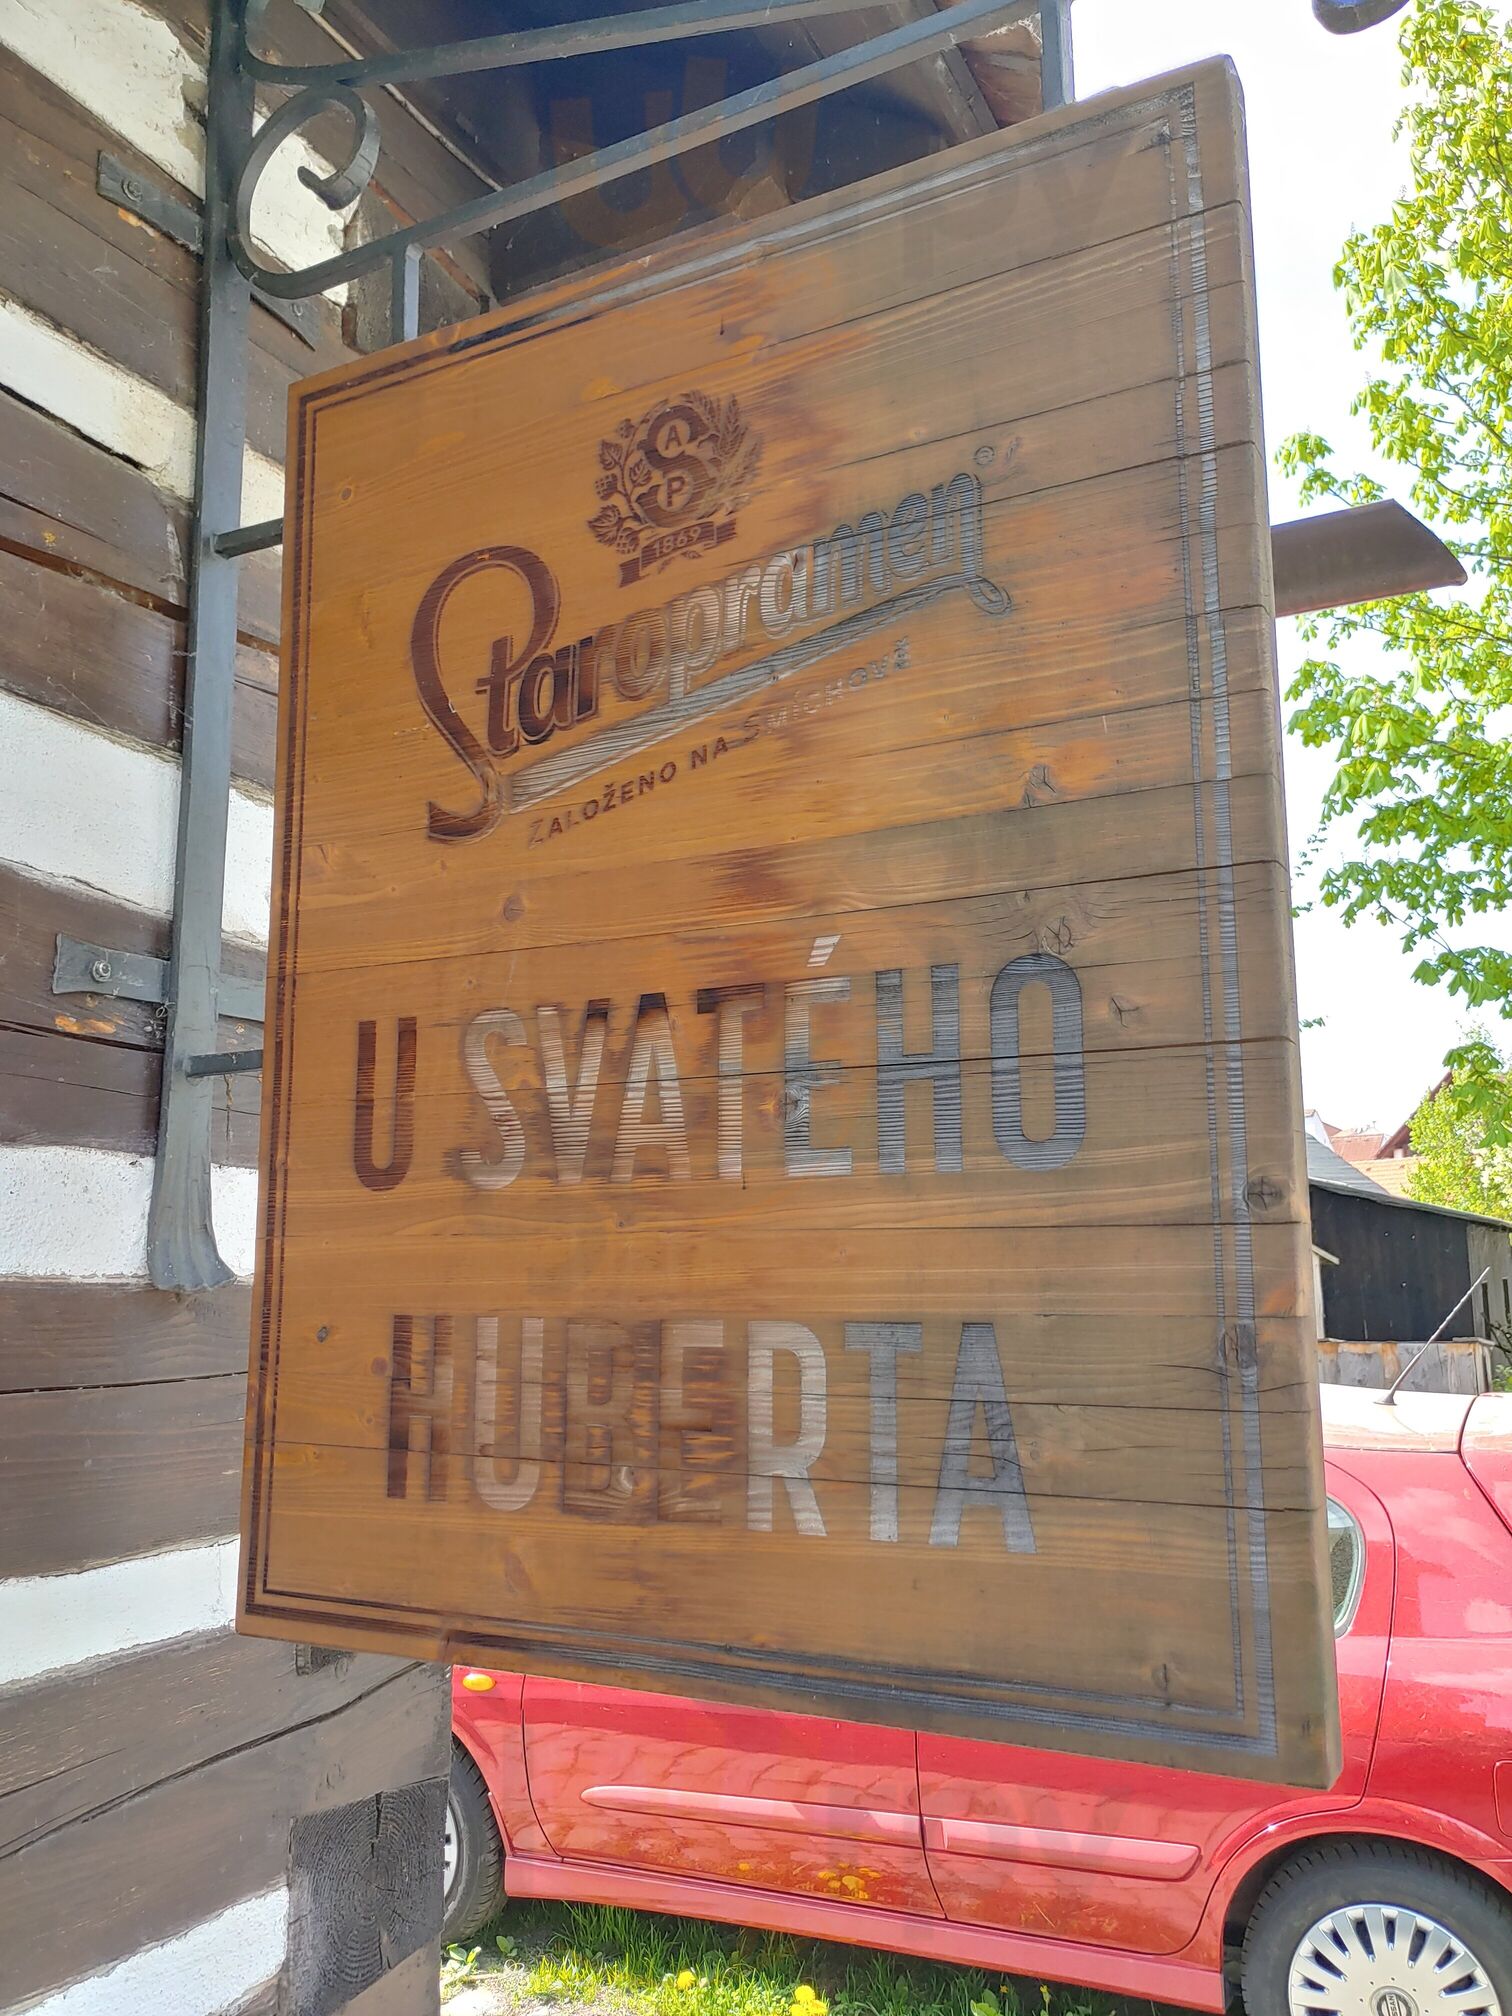 A
S
P
1869
Staropramen
ZALOŽENO NA SMÍCHOVĚ
U SVATÉHO
HUBERTA